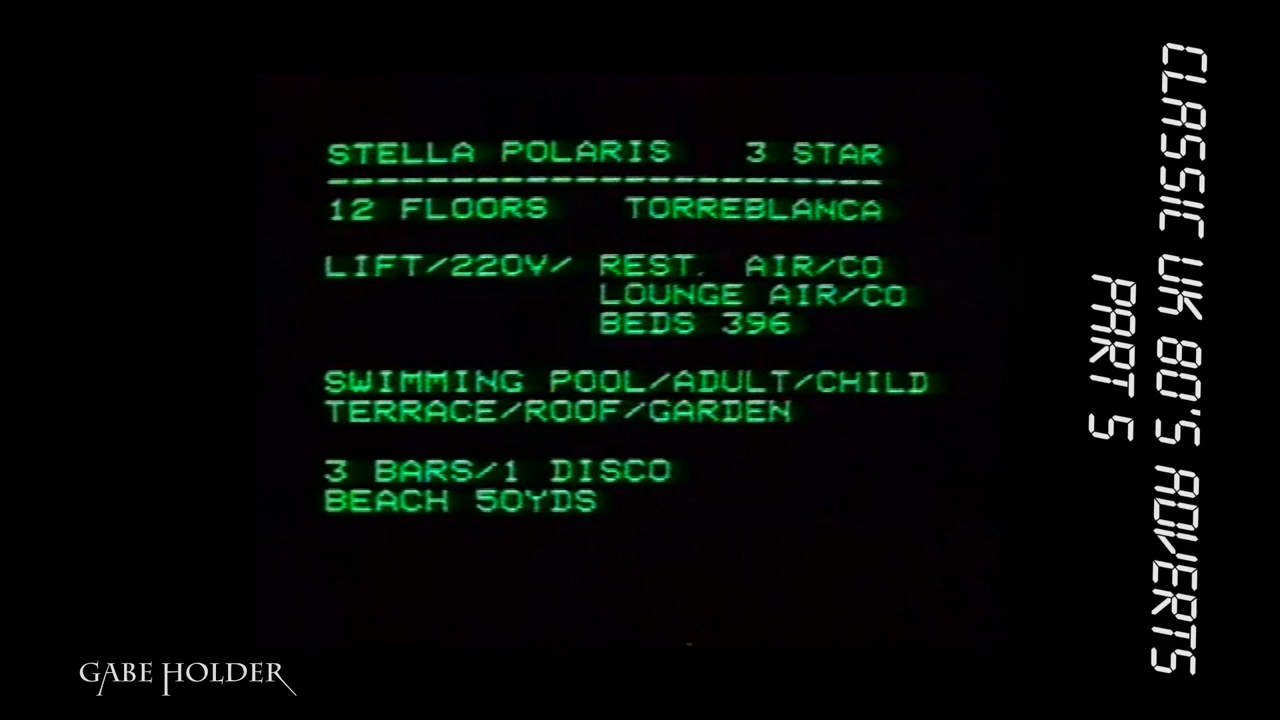 STELLA POLARIS 3 STAR
------------------------
12 FLOORS TORREBLANCA
LIFT/220V/ REST. AIR/CO
LOUNGE AIR/CO
BEDS 396
SWIMMING POOL/ADULT/CHILD
TERRACE/ROOF/GARDEN
3 BARS/1 DISCO
BEACH 50YDS
CLASSIC UK 80'S ADVERTS
PART 5
GABE HOLDER